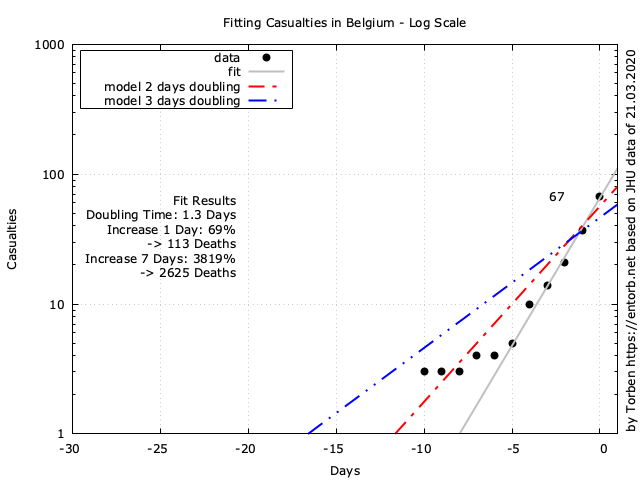 Fitting Casualties in Belgium - Log Scale
1000
100
10
1
Casualties
data
fit
model 2 days doubling
model 3 days doubling
Fit Results
Doubling Time: 1.3 Days
Increase 1 Day: 69%
-> 113 Deaths
Increase 7 Days: 3819%
-> 2625 Deaths
67
-30
-25
-20
-15
-10
-5
0
Days
by Torben https://entorb.net based on JHU data of 21.03.2020